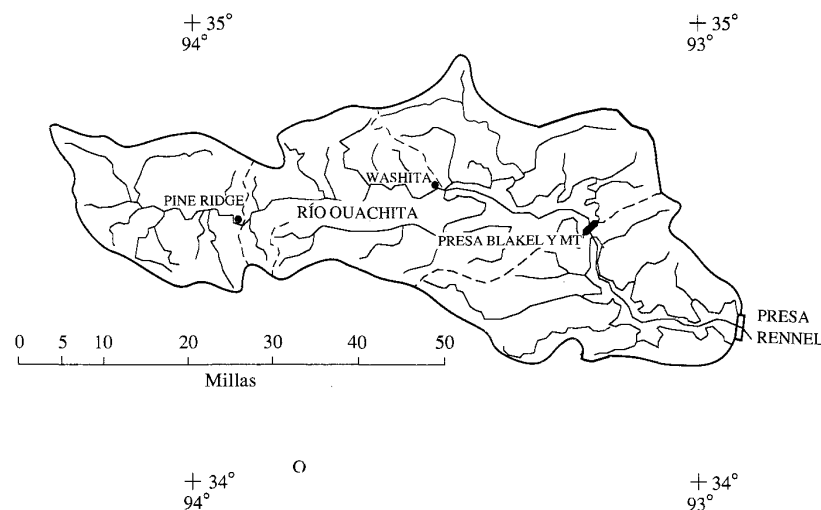 35°
94°
35°
93°
WASHITA
PINE RIDGE
RÍO OUACHITA
PRESA BLAKEL Y MT
PRESA
RENNEL
0 5 10 20 30 40 50
Millas
O
34°
94°
34°
93°